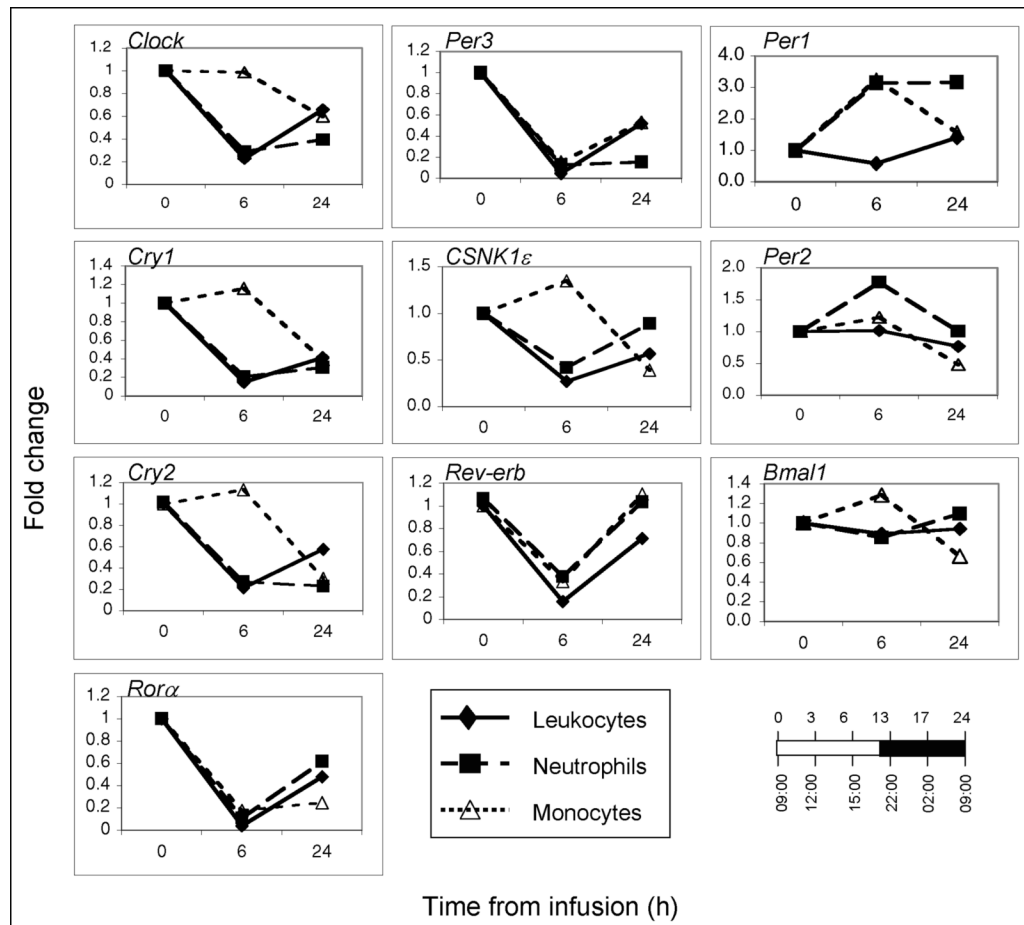 Clock
1.2
1
0.8
0.6
0.4
0.2
0
0 6 24
Per3
1.2
1
0.8
0.6
0.4
0.2
0
0 6 24
Per1
4.0
3.0
2.0
1.0
0.0
0 6 24
Cry1
1.4
1.2
1
0.8
0.6
0.4
0.2
0
0 6 24
CSNK1ε
1.5
1.0
0.5
0.0
0 6 24
Per2
2.0
1.5
1.0
0.5
0.0
0 6 24
Cry2
1.2
1
0.8
0.6
0.4
0.2
0
0 6 24
Rev-erb
1.2
1
0.8
0.6
0.4
0.2
0
0 6 24
Bmal1
1.4
1.2
1.0
0.8
0.6
0.4
0.2
0.0
0 6 24
Rorα
1.2
1
0.8
0.6
0.4
0.2
0
0 6 24
Leukocytes
Neutrophils
Monocytes
0 3 6 13 17 24
09:00 12:00 15:00 22:00 02:00 09:00
Fold change
Time from infusion (h)